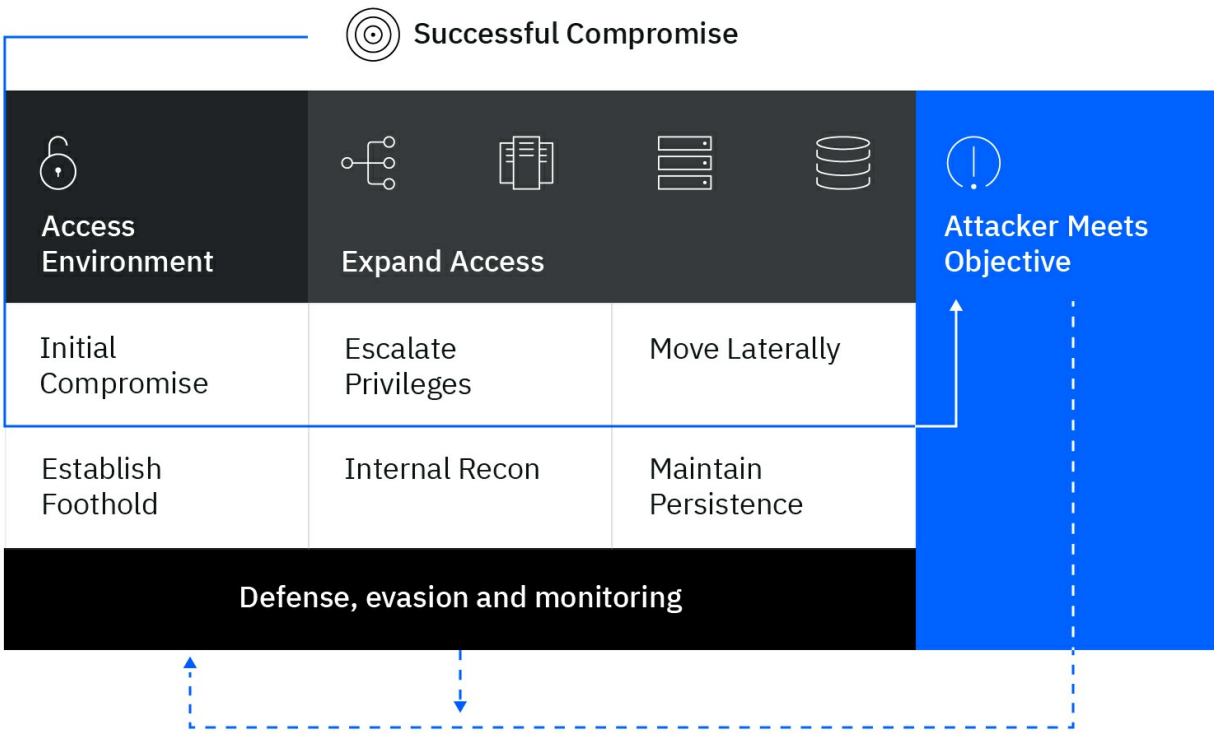 Successful Compromise
Access
Environment
Expand Access
Attacker Meets
Objective
Initial
Compromise
Escalate
Privileges
Move Laterally
Establish
Foothold
Internal Recon
Maintain
Persistence
Defense, evasion and monitoring